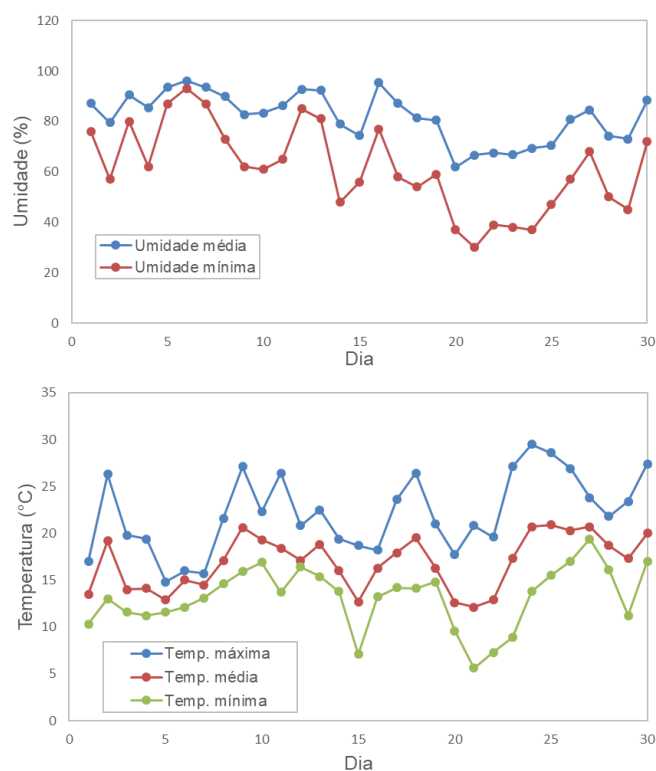 120
100
80
60
40
20
0
Umidade (%)
Umidade média
Umidade mínima
0 5 10 15 20 25 30
Dia
35
30
25
20
15
10
5
0
Temperatura (°C)
Temp. máxima
Temp. média
Temp. mínima
0 5 10 15 20 25 30
Dia